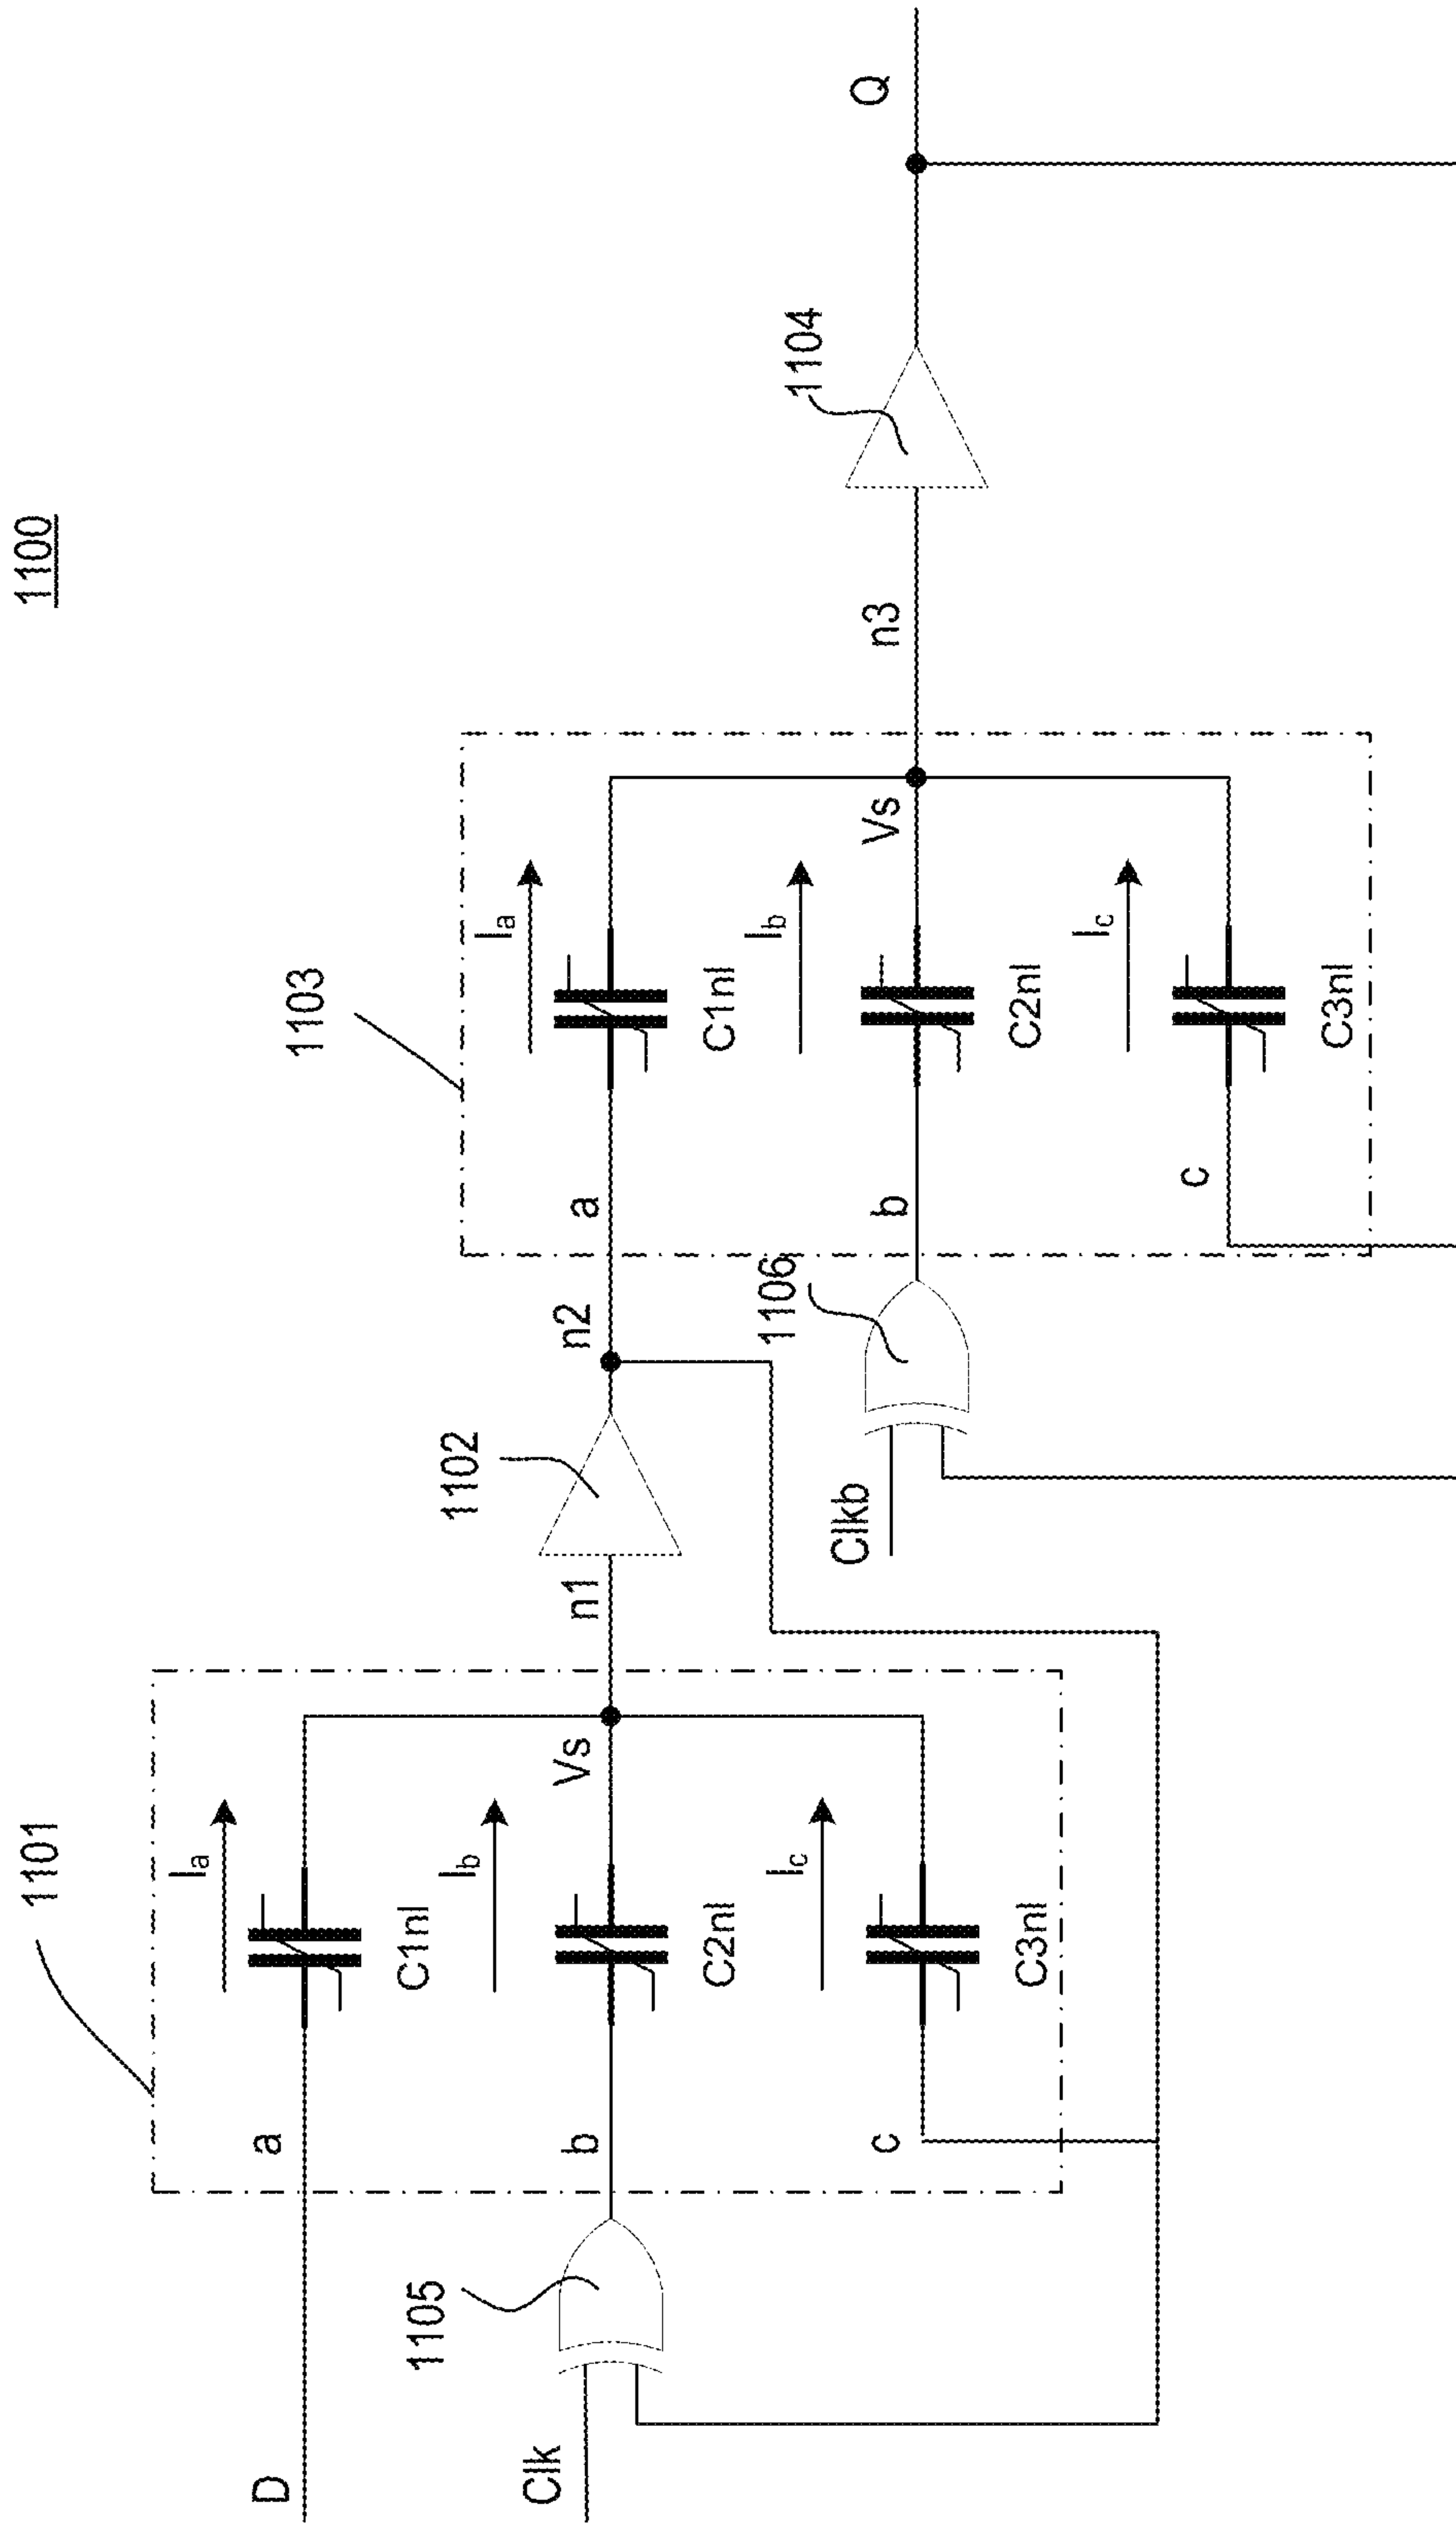 1100
1101
D
a
Ia
C1nl
1105
Clk
b
Ib
C2nl
Vs
n1
1102
n2
c
Ic
C3nl
1103
a
Ia
C1nl
1106
Clkb
b
Ib
C2nl
Vs
n3
1104
Q
c
Ic
C3nl